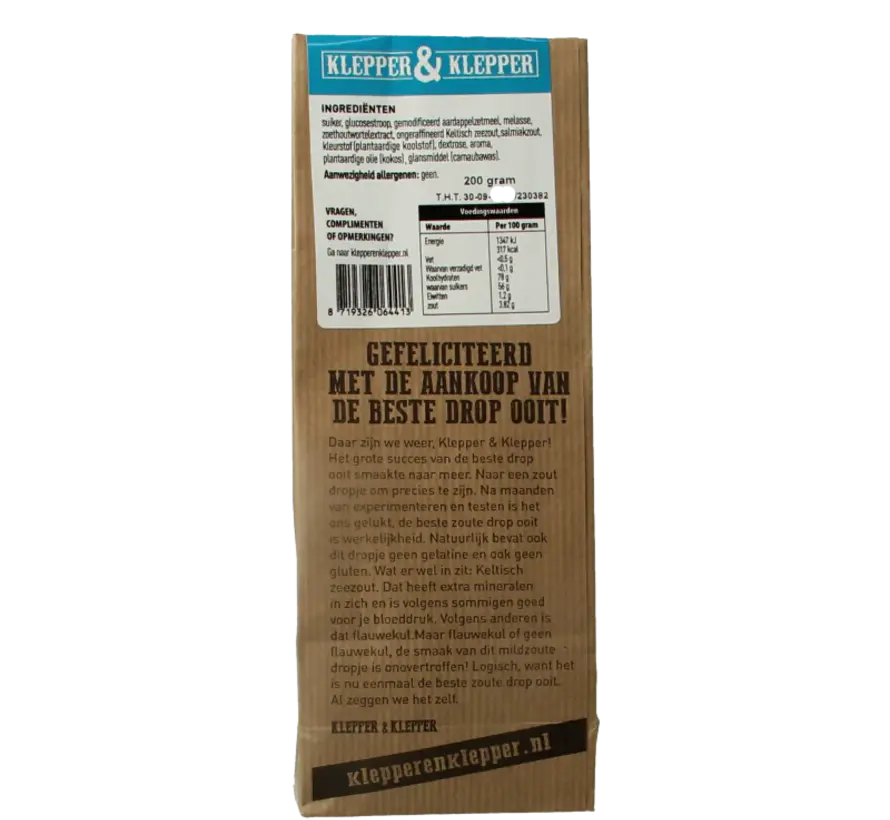 KLEPPER & KLEPPER
INGREDIËNTEN
suiker, glucosestroop, gemodificeerd aardappelzetmeel, melasse,
zoethoutwortelextract, ongeraffineerd Keltisch zeezout,salmiakzout,
kleurstof (plantaardige koolstof), dextrose, aroma,
plantaardige olie (kokos), glansmiddel (carnaubawas).
Aanwezigheid allergenen: geen.
200 gram
T.H.T. 30-09- /230382
VRAGEN,
COMPLIMENTEN
OF OPMERKINGEN?
Ga naar klepperenklepper.nl
8 719326 064413
Voedingswaarden
Waarde Per 100 gram
Energie 1347 kJ
317 kcal
Vet <0,5 g
Waarvan verzadigd vet <0,1 g
Koolhydraten 78 g
waarvan suikers 56 g
Eiwitten 1,2 g
zout 3,82 g
GEFELICITEERD
MET DE AANKOOP VAN
DE BESTE DROP OOIT!
Daar zijn we weer, Klepper & Klepper!
Het grote succes van de beste drop
ooit smaakte naar meer. Naar een zout
dropje om precies te zijn. Na maanden
van experimenteren en testen is het
ons gelukt, de beste zoute drop ooit
is werkelijkheid. Natuurlijk bevat ook
dit dropje geen gelatine en ook geen
gluten. Wat er wel in zit: Keltisch
zeezout. Dat heeft extra mineralen
in zich en is volgens sommigen goed
voor je bloeddruk. Volgens anderen is
dat flauwekul.Maar flauwekul of geen
flauwekul, de smaak van dit mildzoute
dropje is onovertroffen! Logisch, want het
is nu eenmaal de beste zoute drop ooit.
Al zeggen we het zelf.
KLEPPER & KLEPPER
klepperenklepper.nl